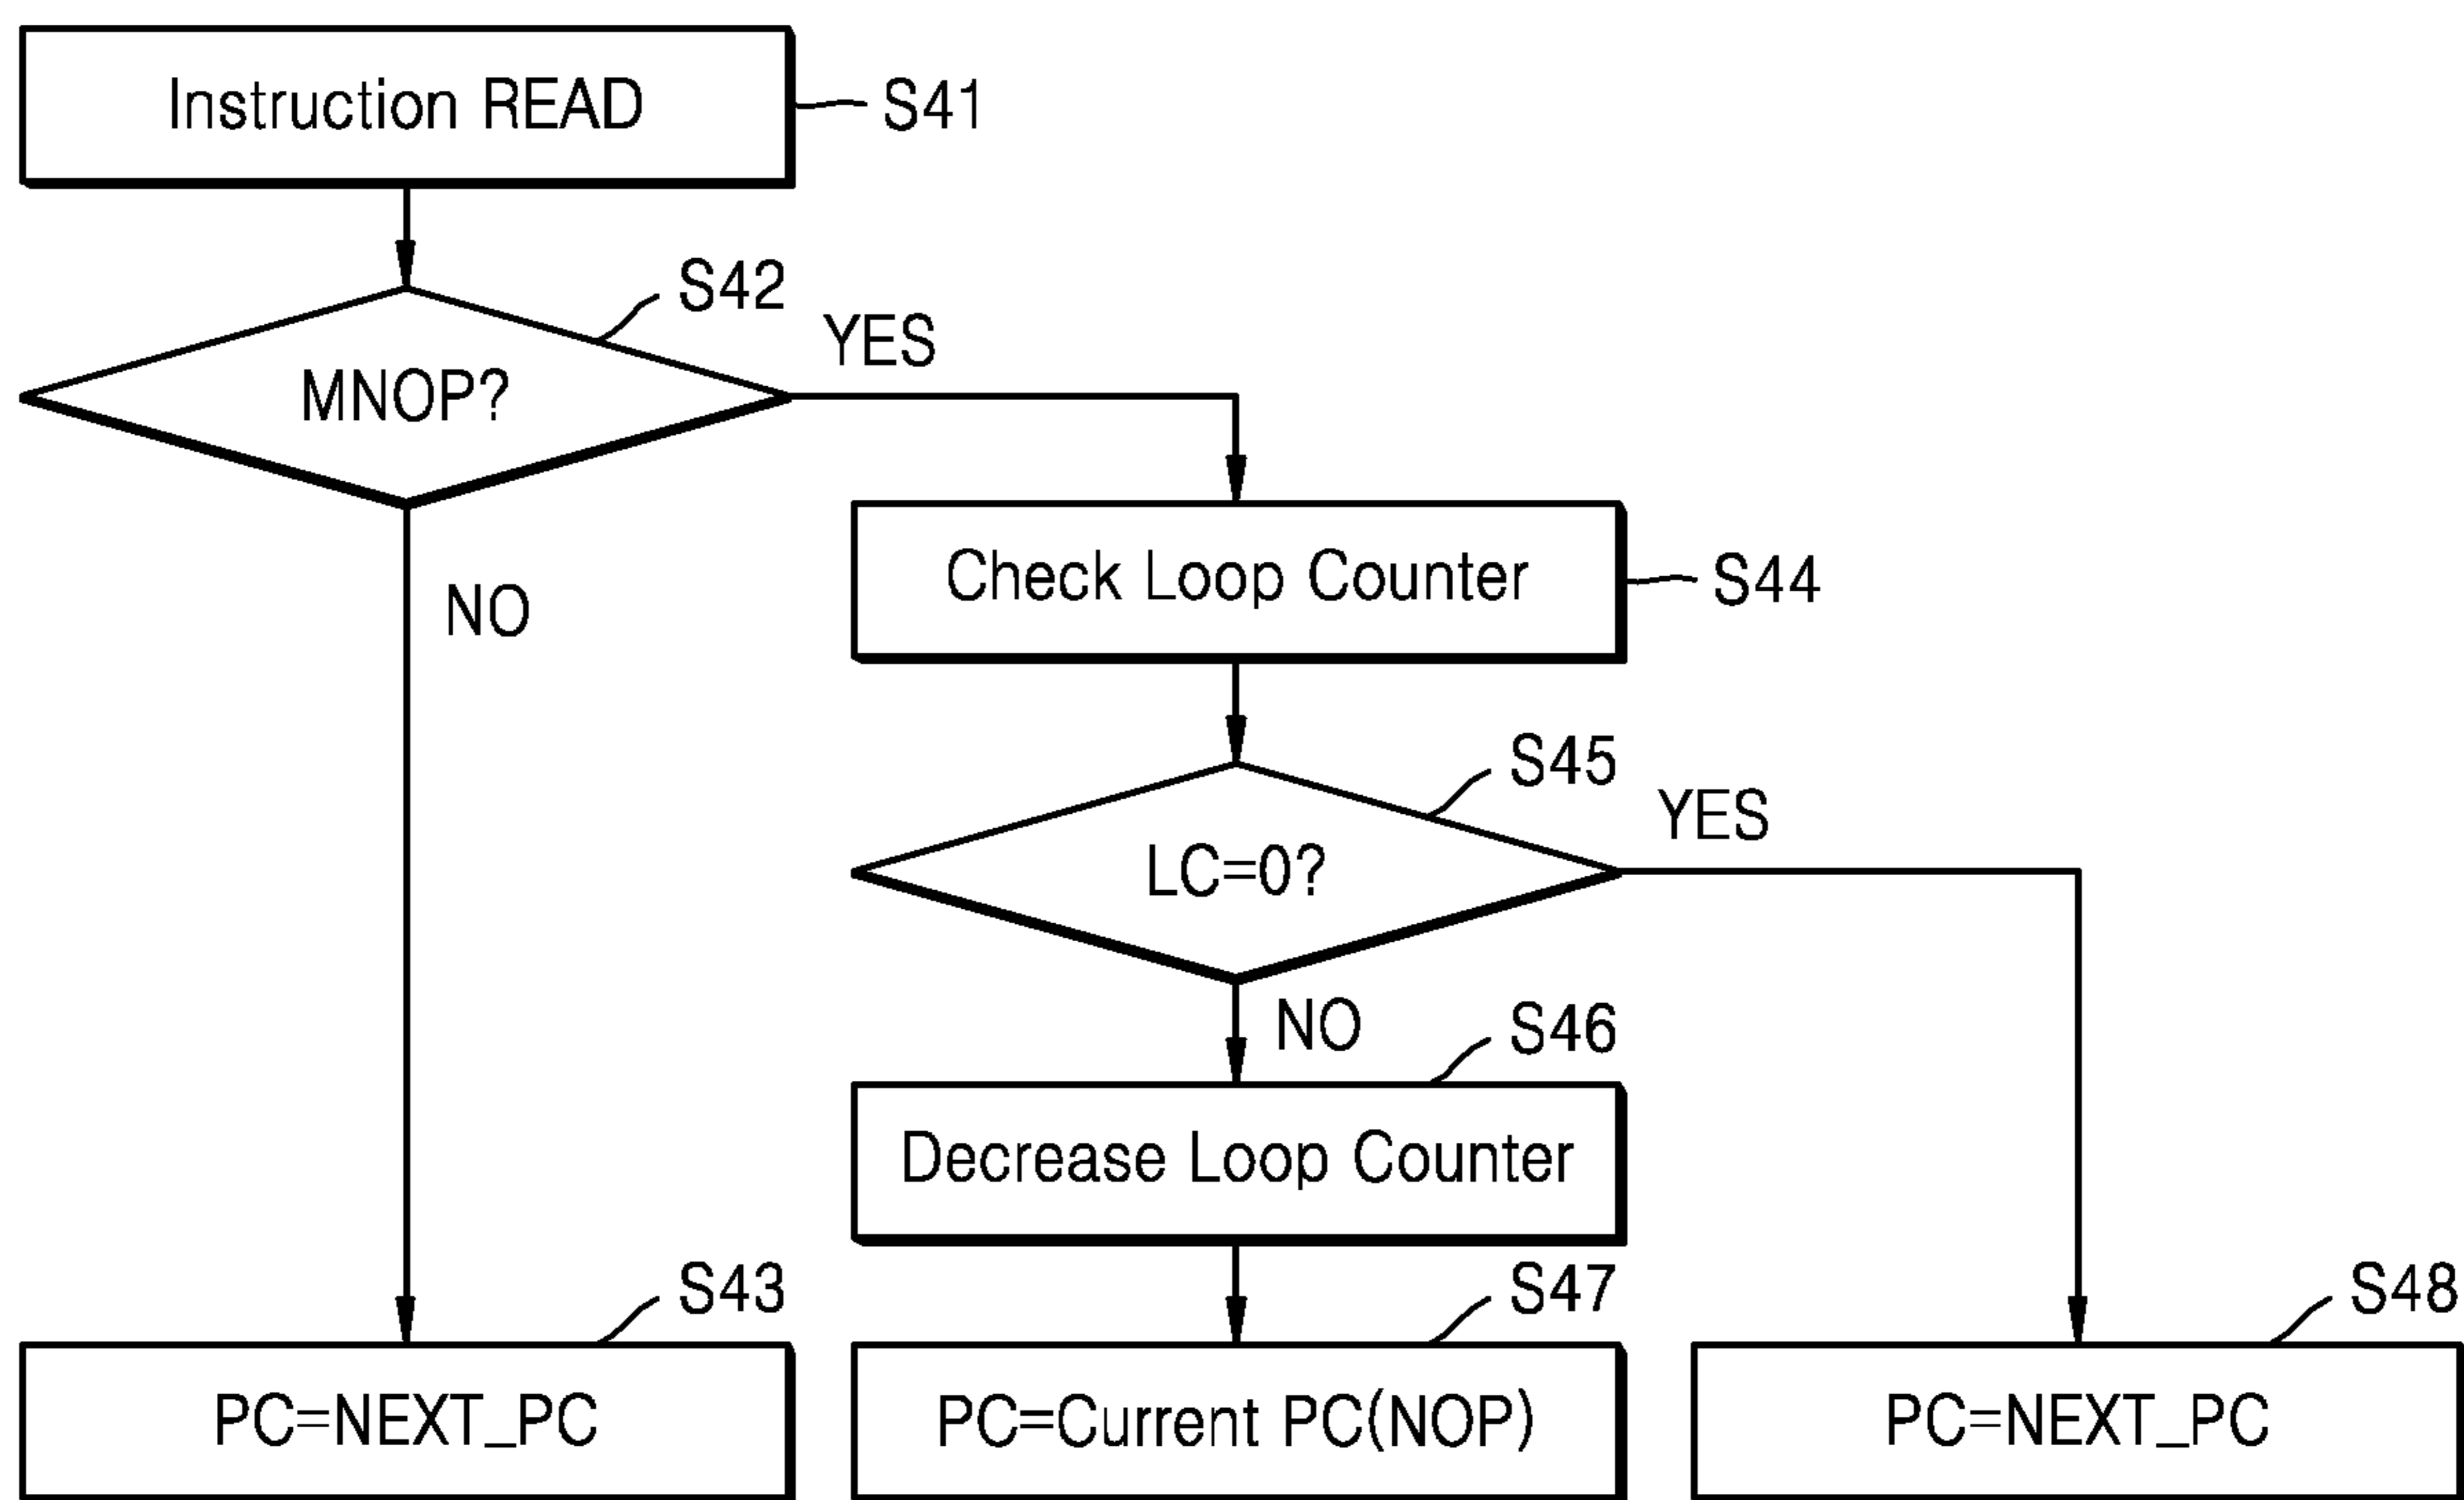 Instruction READ
S41
S42
YES
MNOP?
NO
Check Loop Counter
S44
S45
YES
LC=0?
NO
S46
Decrease Loop Counter
S43
S47
S48
PC=NEXT_PC
PC=Current PC(NOP)
PC=NEXT_PC